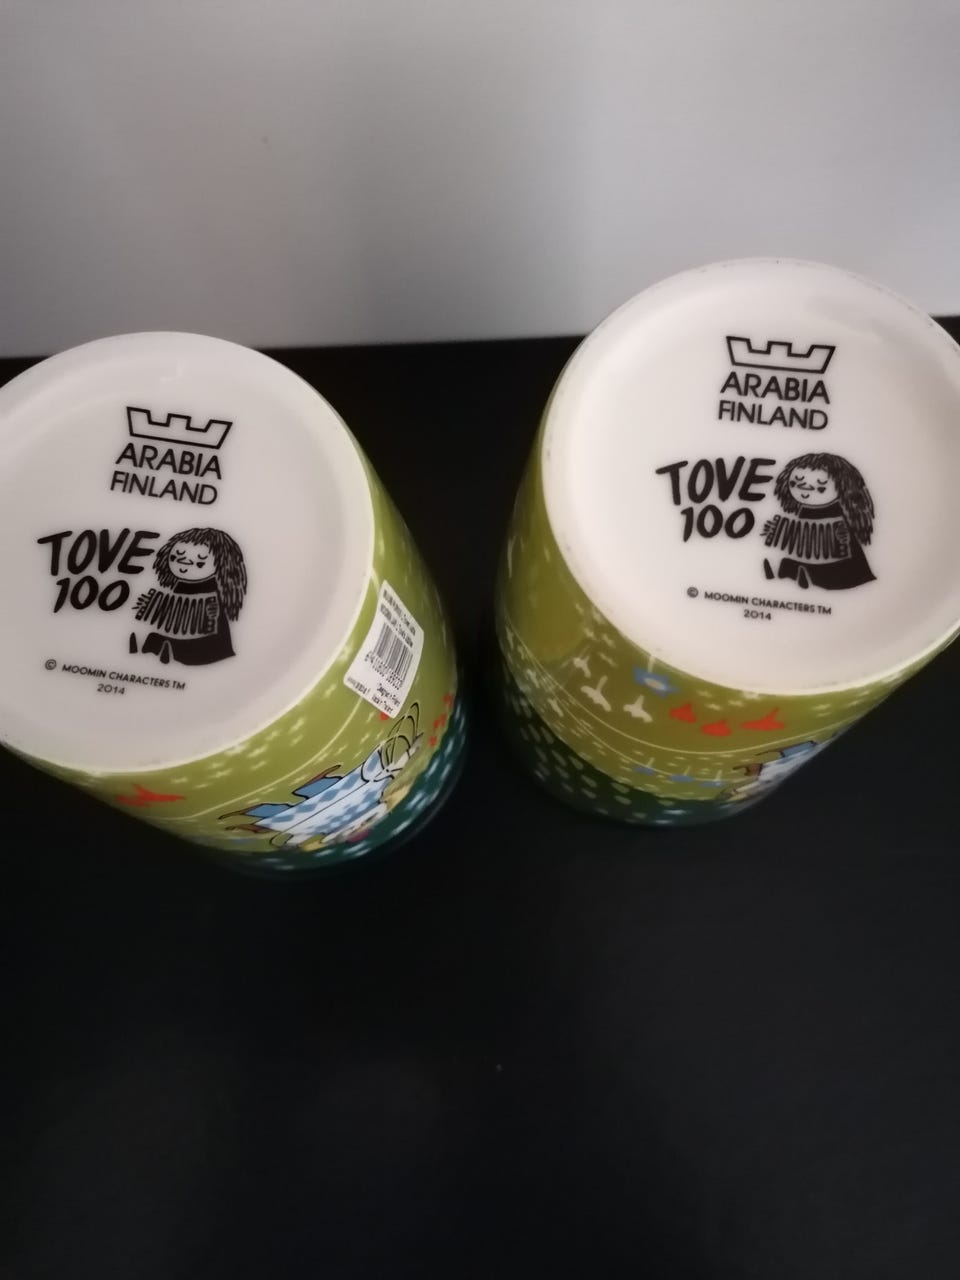 ARABIA
FINLAND
TOVE
100
© MOOMIN CHARACTERS TM
2014
ARABIA
FINLAND
TOVE
100
© MOOMIN CHARACTERS TM
2014